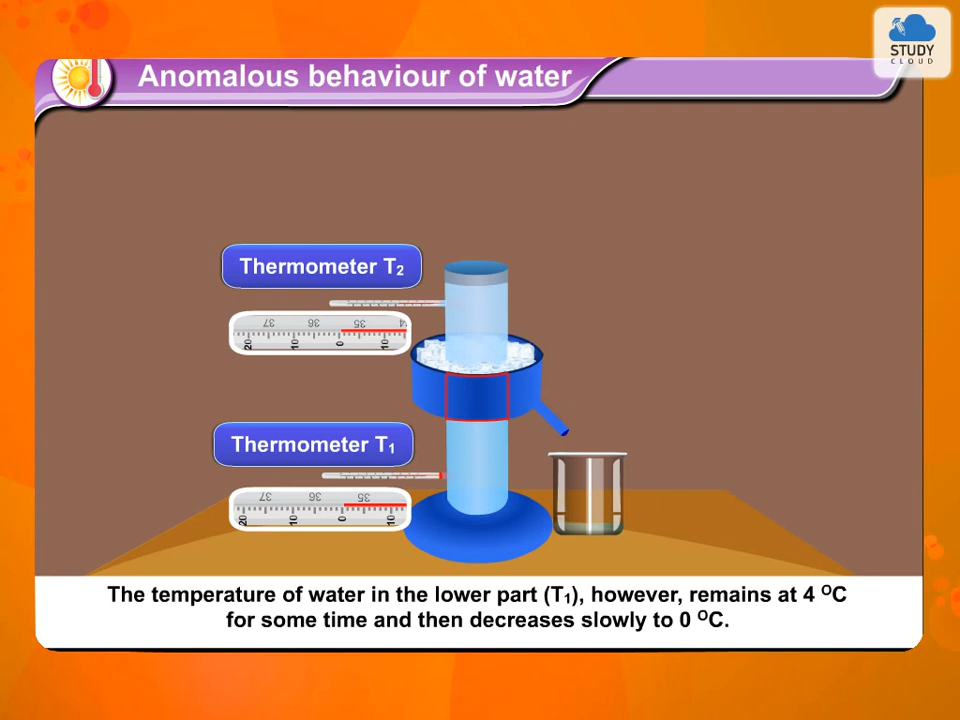 STUDY
CLOUD
Anomalous behaviour of water
Thermometer T₂
37 36 35 4
20 10 0 10
Thermometer T₁
37 36 35
20 10 0 10
The temperature of water in the lower part (T₁), however, remains at 4 ᴼC
for some time and then decreases slowly to 0 ᴼC.